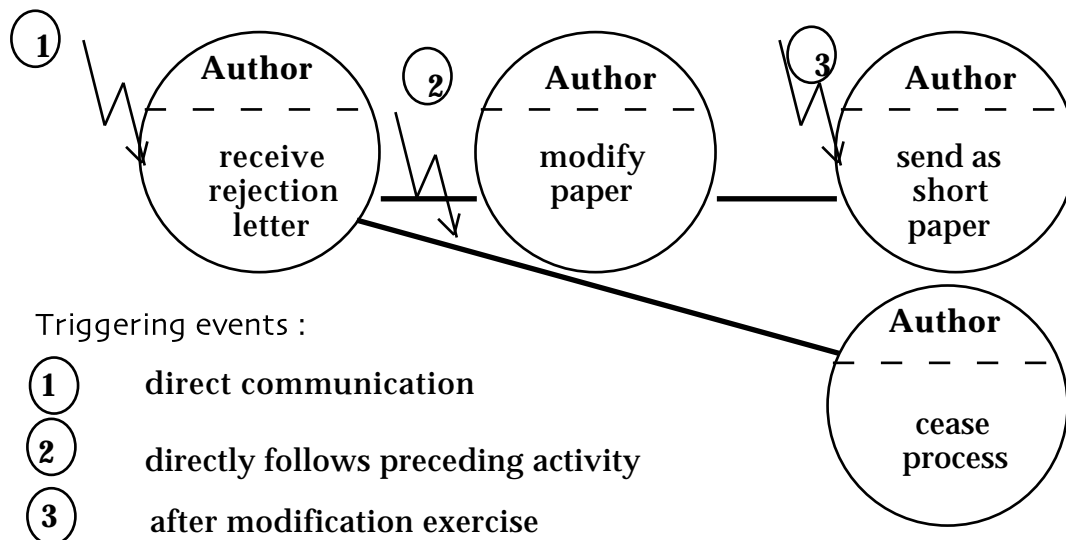 1
Author
receive
rejection
letter
2
Author
modify
paper
3
Author
send as
short
paper
Author
cease
process
Triggering events :
1 direct communication
2 directly follows preceding activity
3 after modification exercise